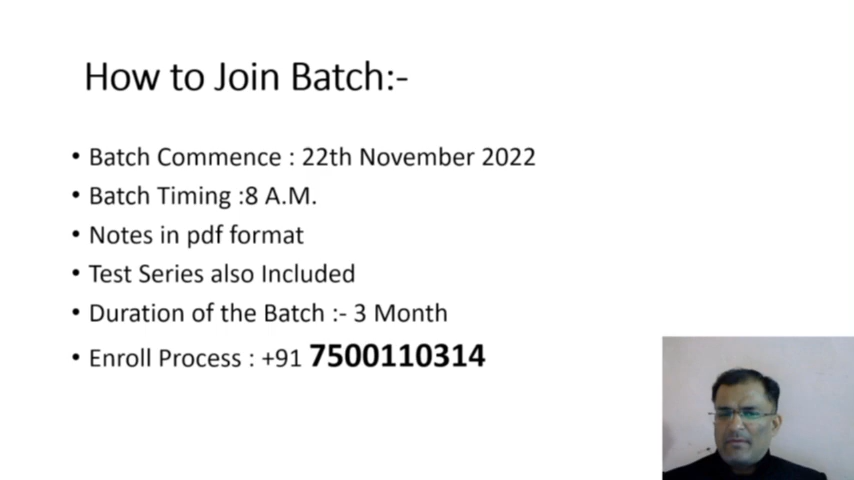 How to Join Batch:-
• Batch Commence : 22th November 2022
• Batch Timing :8 A.M.
• Notes in pdf format
• Test Series also Included
• Duration of the Batch :- 3 Month
• Enroll Process : +91 7500110314